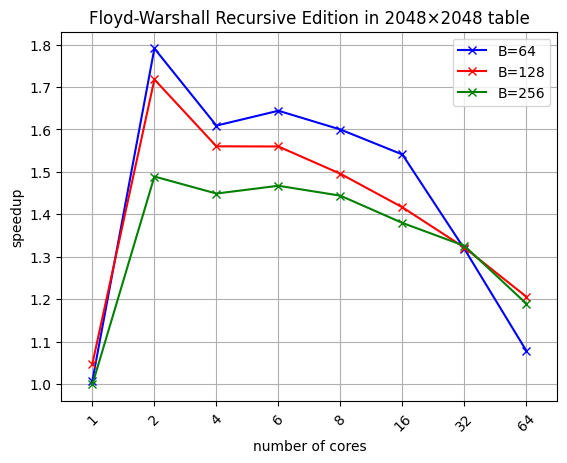 Floyd-Warshall Recursive Edition in 2048×2048 table
B=64
B=128
B=256
speedup
1.8
1.7
1.6
1.5
1.4
1.3
1.2
1.1
1.0
1 2 4 6 8 16 32 64
number of cores